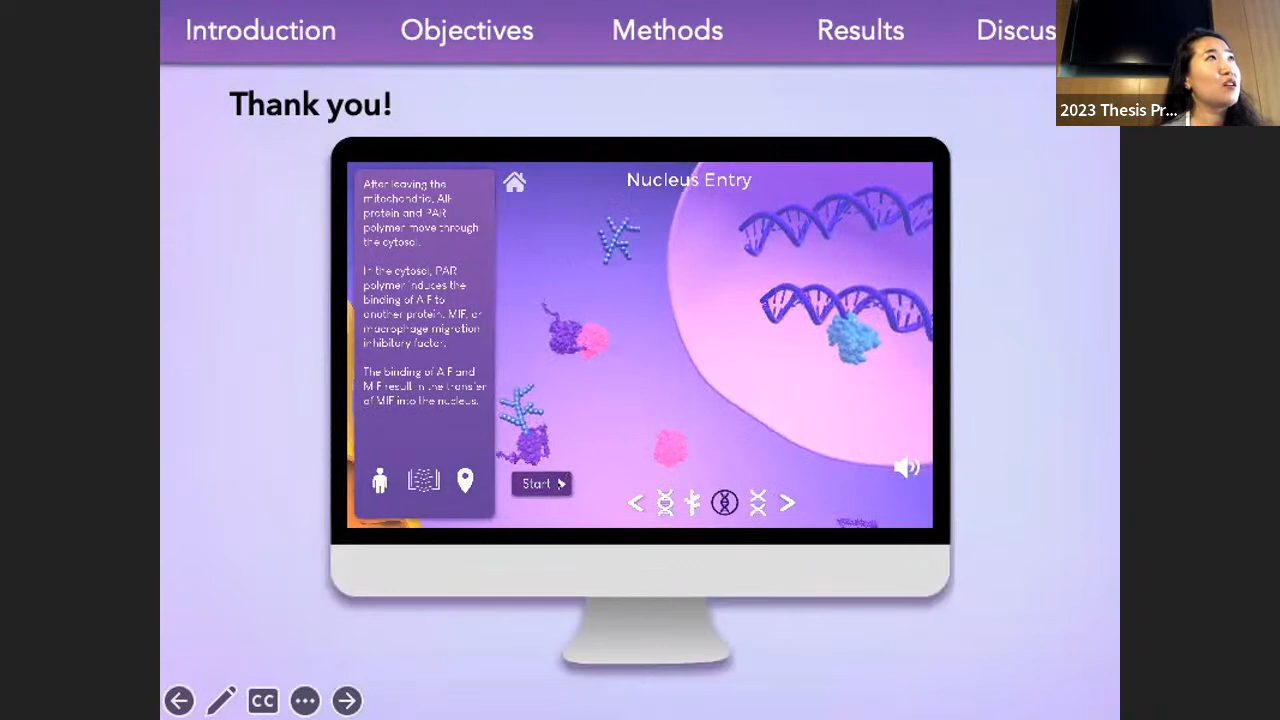 Introduction Objectives Methods Results Discus
2023 Thesis Pr...
Thank you!
Nucleus Entry
After leaving the
mitochondria, AIF
protein and PAR
polymer move through
the cytosol.
In the cytosol, PAR
polymer induces the
binding of AIF to
another protein, MIF, or
macrophage migration
inhibitory factor.
The binding of AIF and
MIF result in the transfer
of MIF into the nucleus.
Start
CC